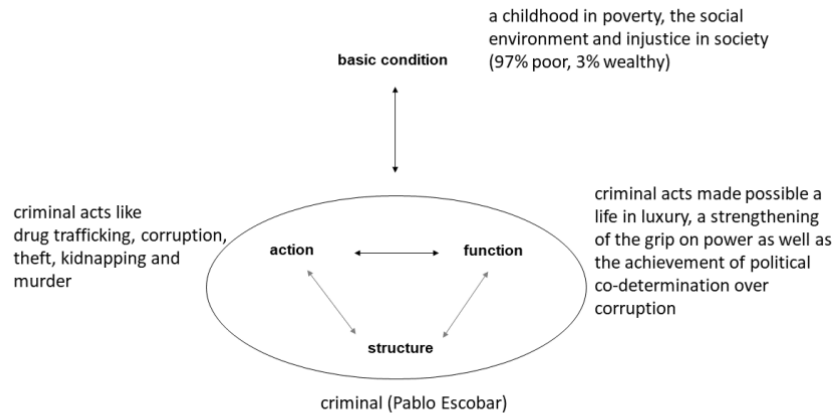 a childhood in poverty, the social
environment and injustice in society
(97% poor, 3% wealthy)
basic condition
criminal acts like
drug trafficking, corruption,
theft, kidnapping and
murder
action
function
structure
criminal acts made possible a
life in luxury, a strengthening
of the grip on power as well as
the achievement of political
co-determination over
corruption
criminal (Pablo Escobar)